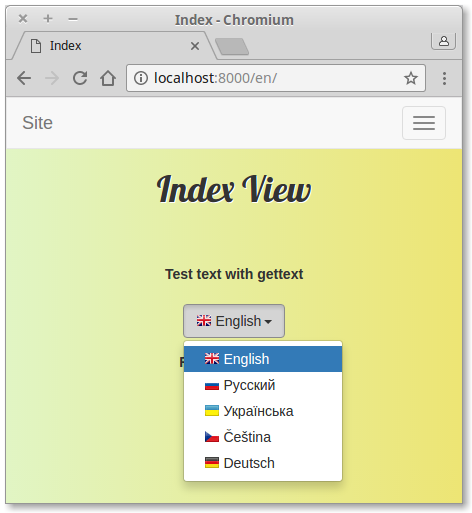 Index - Chromium
Index
localhost:8000/en/
Site
Index View
Test text with gettext
English
English
Русский
Українська
Čeština
Deutsch